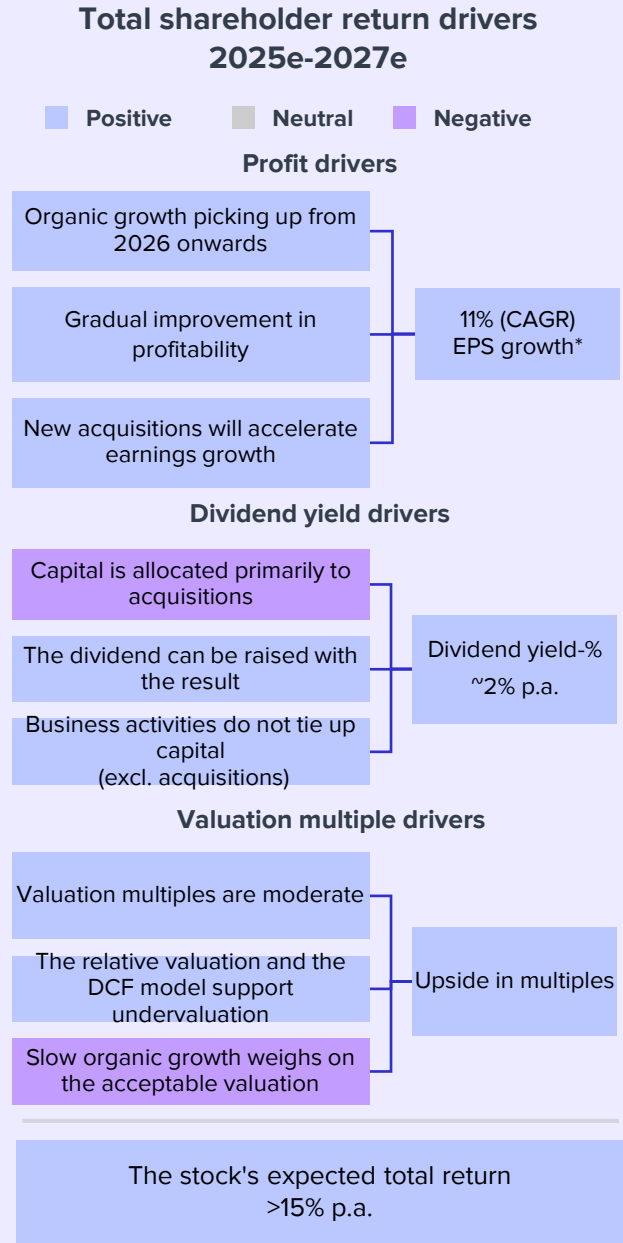 Total shareholder return drivers
2025e-2027e
Positive
Neutral
Negative
Profit drivers
Organic growth picking up from
2026 onwards
Gradual improvement in
profitability
New acquisitions will accelerate
earnings growth
11% (CAGR)
EPS growth*
Dividend yield drivers
Capital is allocated primarily to
acquisitions
The dividend can be raised with
the result
Business activities do not tie up
capital
(excl. acquisitions)
Dividend yield-%
~2% p.a.
Valuation multiple drivers
Valuation multiples are moderate
The relative valuation and the
DCF model support
undervaluation
Slow organic growth weighs on
the acceptable valuation
Upside in multiples
The stock's expected total return
>15% p.a.